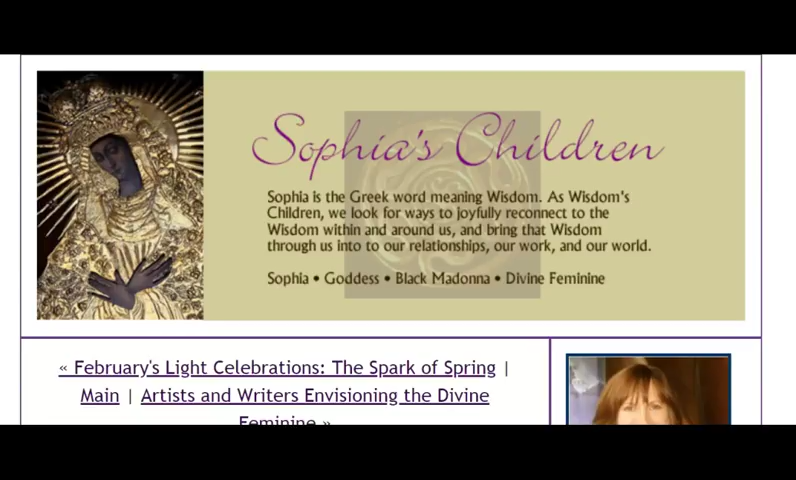 Sophia's Children
Sophia is the Greek word meaning Wisdom. As Wisdom's
Children, we look for ways to joyfully reconnect to the
Wisdom within and around us, and bring that Wisdom
through us into to our relationships, our work, and our world.
Sophia • Goddess • Black Madonna • Divine Feminine
« February's Light Celebrations: The Spark of Spring |
Main | Artists and Writers Envisioning the Divine
Feminine »